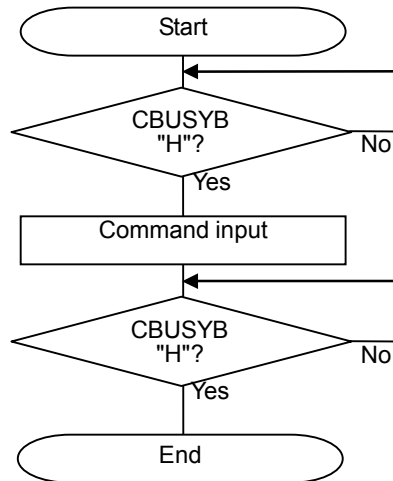 Start
CBUSYB
"H"?
No
Yes
Command input
CBUSYB
"H"?
No
Yes
End